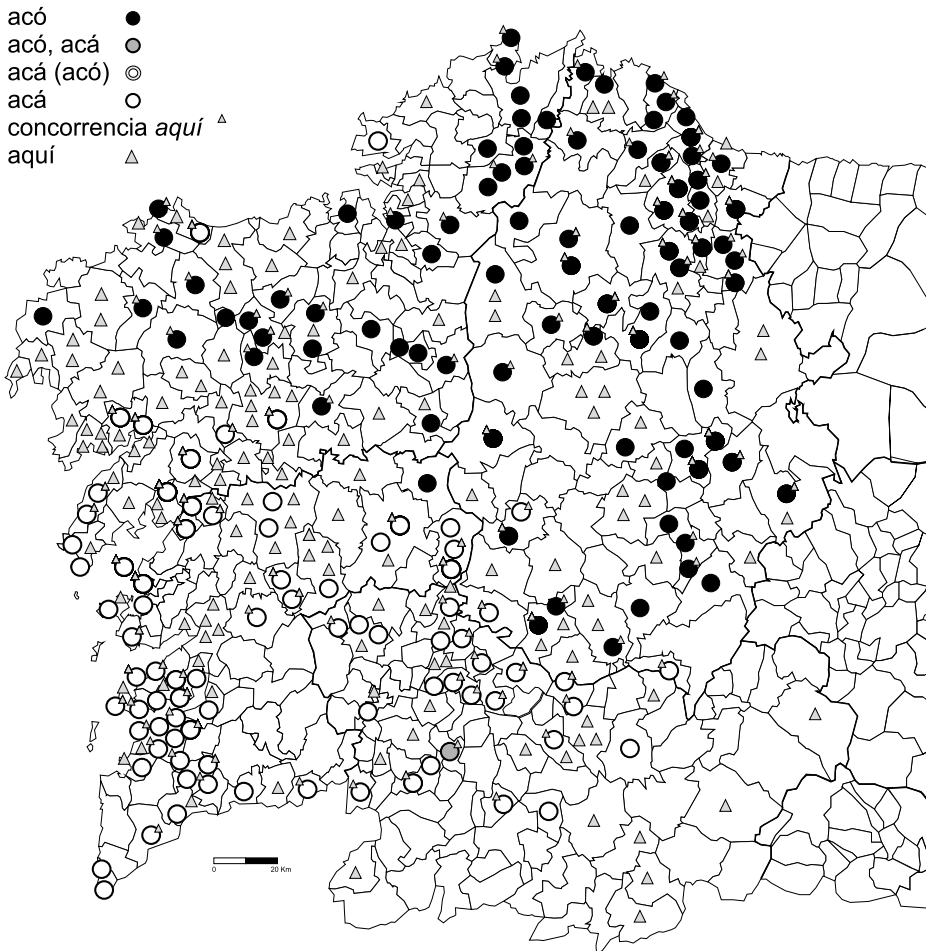 acó
acó, acá
acá (acó)
acá
concorrencia aquí
aquí
0 20 Km